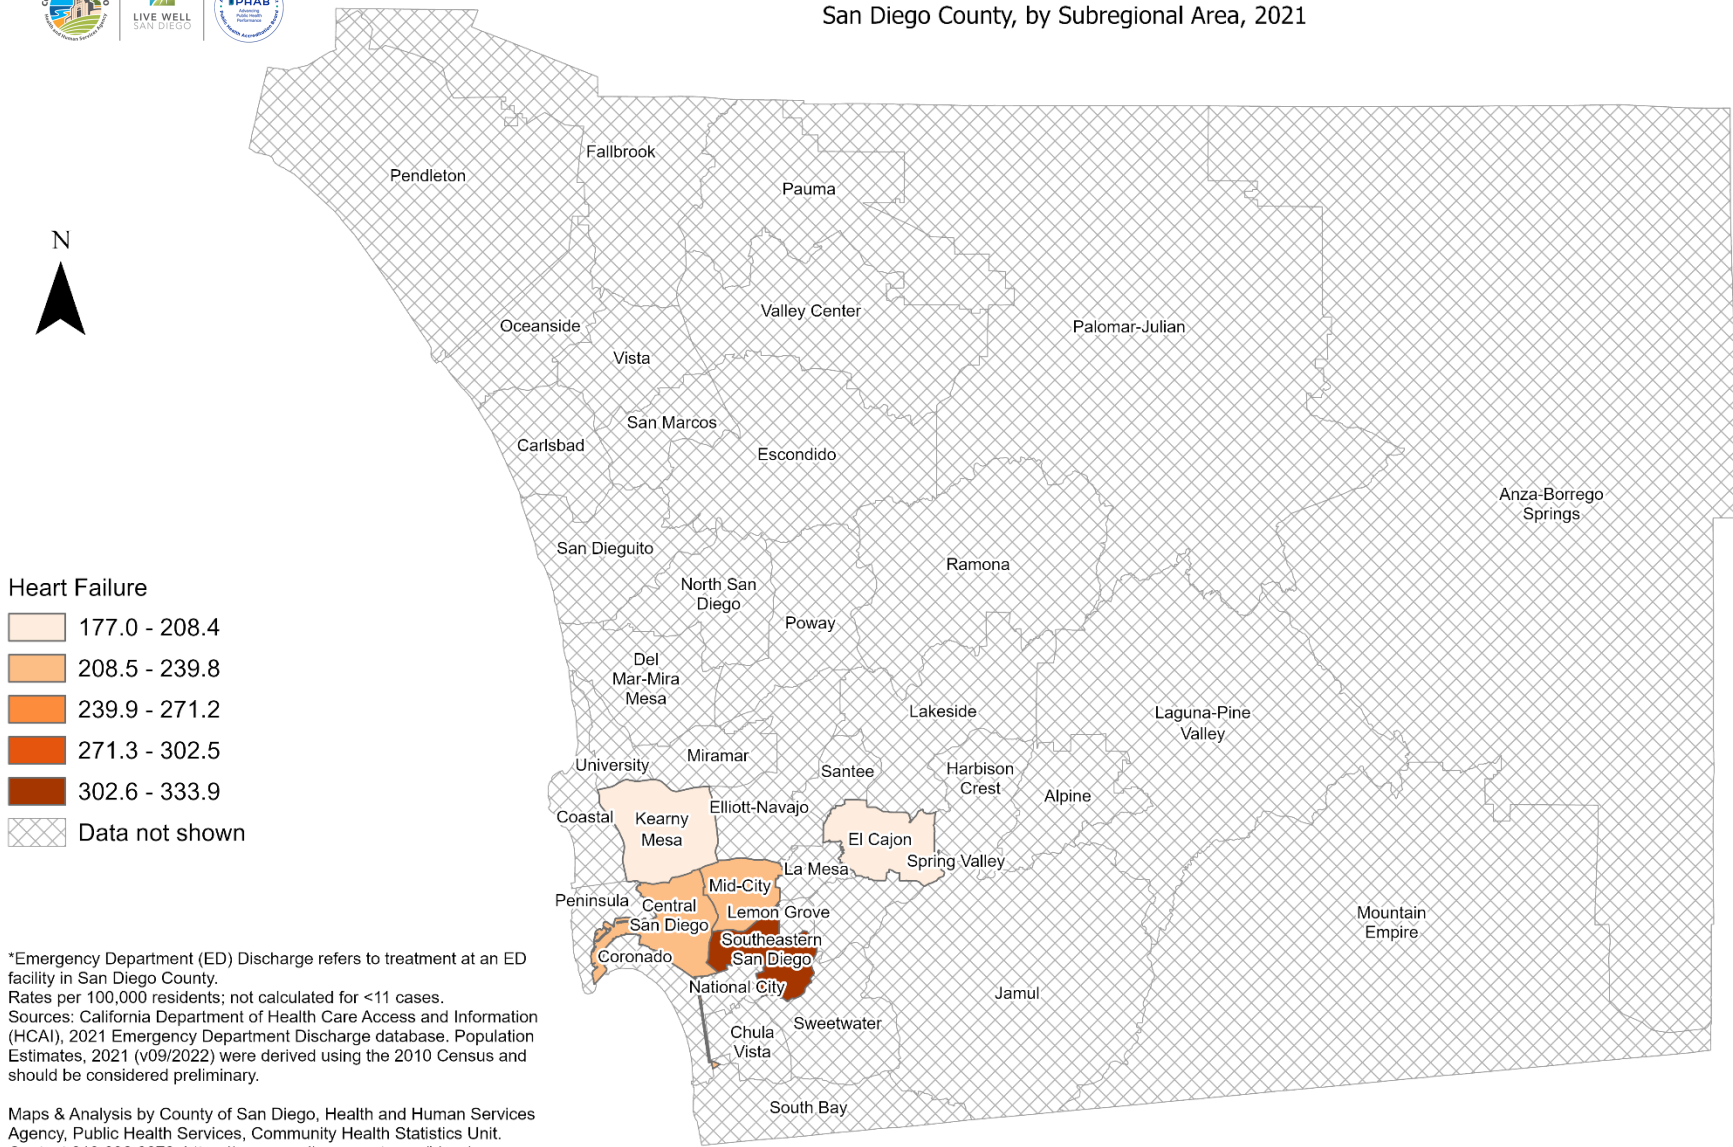 LIVE WELL
SAN DIEGO
PHAB
Advancing
Public Health
Performance
San Diego County, by Subregional Area, 2021
N
Pendleton
Fallbrook
Pauma
Oceanside
Vista
Valley Center
Palomar-Julian
San Marcos
Carlsbad
Escondido
Anza-Borrego
Springs
San Dieguito
North San
Diego
Ramona
Poway
Del
Mar-Mira
Mesa
Lakeside
Laguna-Pine
Valley
Miramar
University
Santee
Harbison
Crest
Alpine
Coastal
Kearny
Mesa
Elliott-Navajo
El Cajon
Spring Valley
La Mesa
Mid-City
Peninsula
Central
San Diego
Lemon Grove
Mountain
Empire
Southeastern
San Diego
Coronado
National City
Jamul
Sweetwater
Chula
Vista
South Bay
Heart Failure
177.0 - 208.4
208.5 - 239.8
239.9 - 271.2
271.3 - 302.5
302.6 - 333.9
Data not shown
*Emergency Department (ED) Discharge refers to treatment at an ED
facility in San Diego County.
Rates per 100,000 residents; not calculated for <11 cases.
Sources: California Department of Health Care Access and Information
(HCAI), 2021 Emergency Department Discharge database. Population
Estimates, 2021 (v09/2022) were derived using the 2010 Census and
should be considered preliminary.
Maps & Analysis by County of San Diego, Health and Human Services
Agency, Public Health Services, Community Health Statistics Unit.